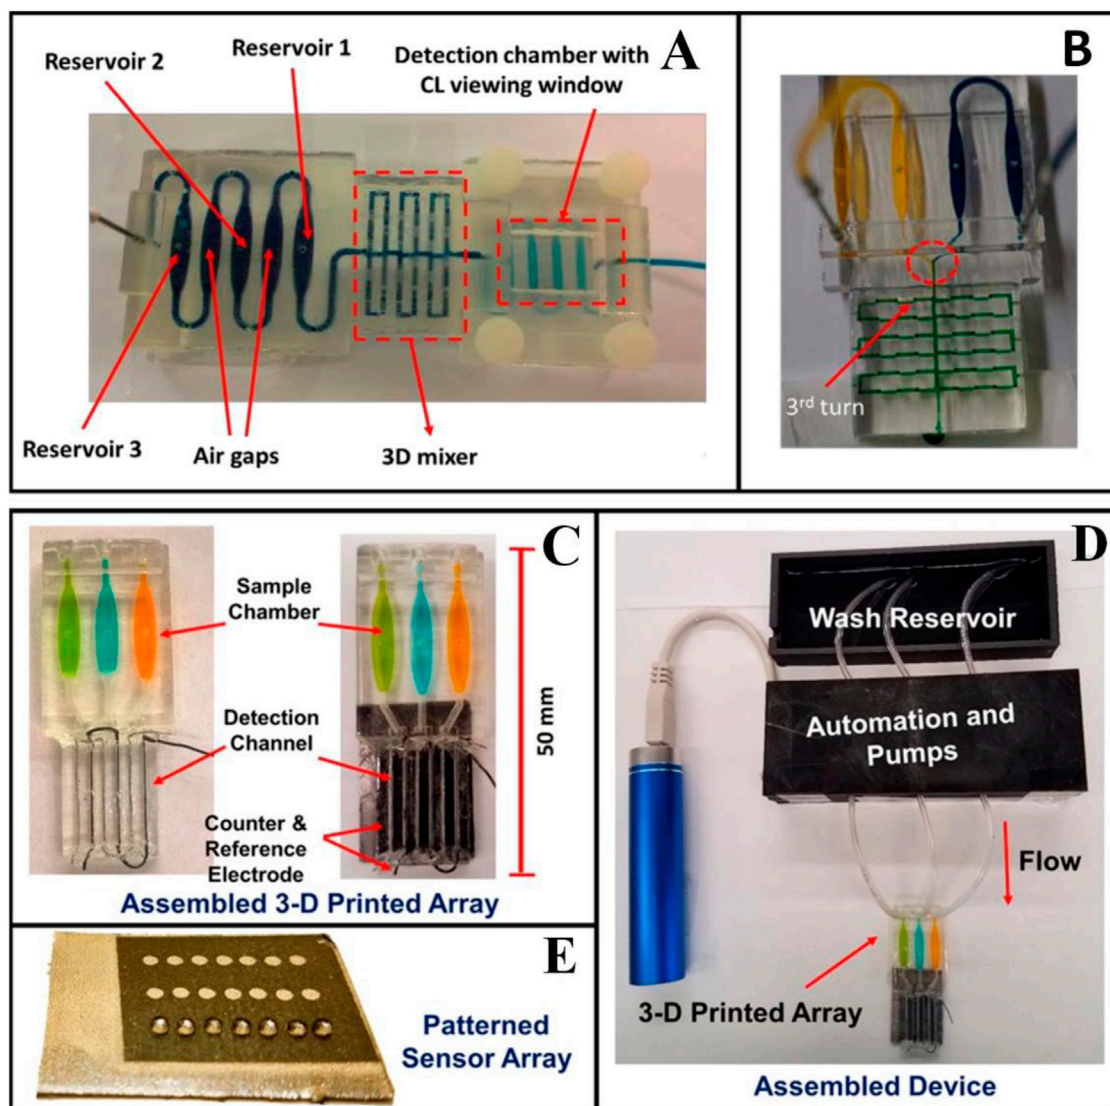 A
Reservoir 1
Reservoir 2
Detection chamber with
CL viewing window
Reservoir 3
Air gaps
3D mixer
B
3rd turn
C
Sample
Chamber
Detection
Channel
Counter &
Reference
Electrode
50 mm
Assembled 3-D Printed Array
D
Wash Reservoir
Automation and
Pumps
Flow
3-D Printed Array
Assembled Device
E
Patterned
Sensor Array